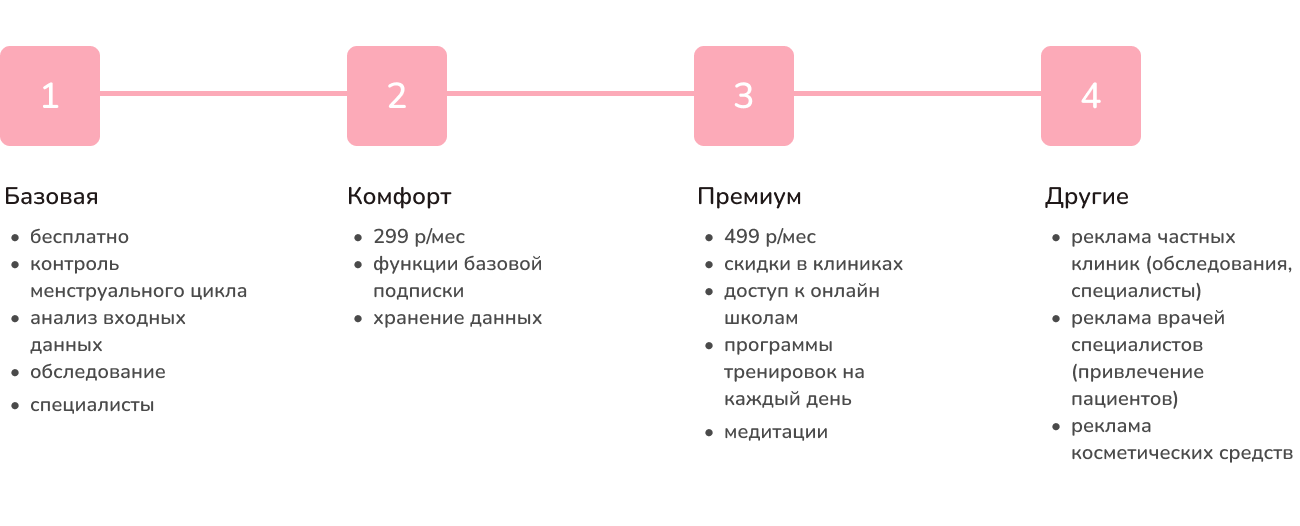 1
2
3
4
Базовая
• бесплатно
• контроль
менструального цикла
• анализ входных
данных
• обследование
• специалисты
Комфорт
• 299 р/мес
• функции базовой
подписки
• хранение данных
Премиум
• 499 р/мес
• скидки в клиниках
• доступ к онлайн
школам
• программы
тренировок на
каждый день
• медитации
Другие
• реклама частных
клиник (обследования,
специалисты)
• реклама врачей
специалистов
(привлечение
пациентов)
• реклама
косметических средств